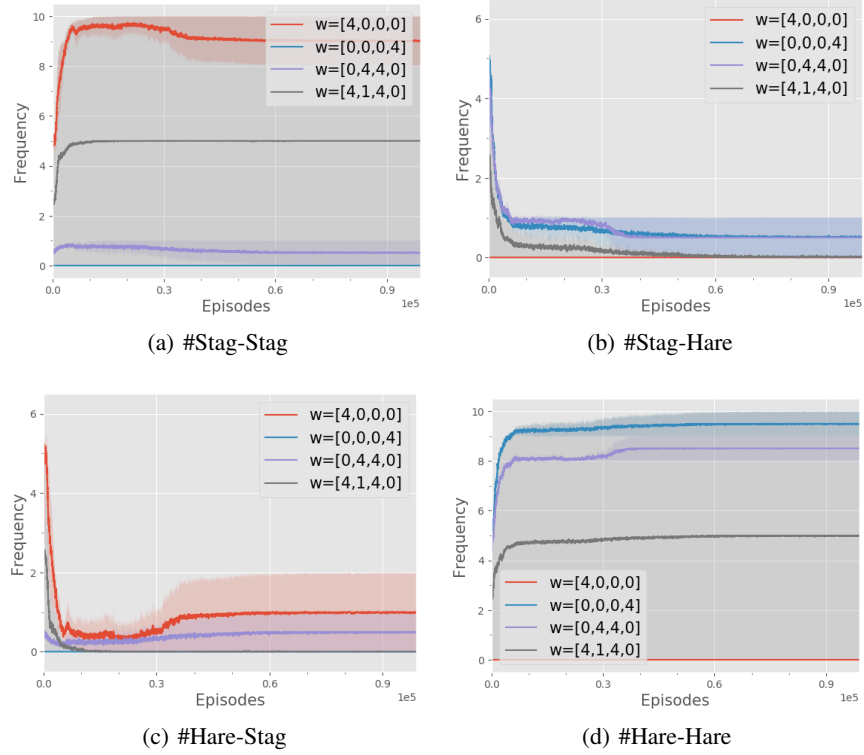 10
8
6
4
2
0
Frequency
w=[4,0,0,0]
w=[0,0,0,4]
w=[0,4,4,0]
w=[4,1,4,0]
0.0
0.3
0.6
0.9
1e5
Episodes
(a) #Stag-Stag
6
4
2
0
Frequency
w=[4,0,0,0]
w=[0,0,0,4]
w=[0,4,4,0]
w=[4,1,4,0]
0.0
0.3
0.6
0.9
1e5
Episodes
(b) #Stag-Hare
6
4
2
0
Frequency
w=[4,0,0,0]
w=[0,0,0,4]
w=[0,4,4,0]
w=[4,1,4,0]
0.0
0.3
0.6
0.9
1e5
Episodes
(c) #Hare-Stag
10
8
6
4
2
0
Frequency
w=[4,0,0,0]
w=[0,0,0,4]
w=[0,4,4,0]
w=[4,1,4,0]
0.0
0.3
0.6
0.9
1e5
Episodes
(d) #Hare-Hare